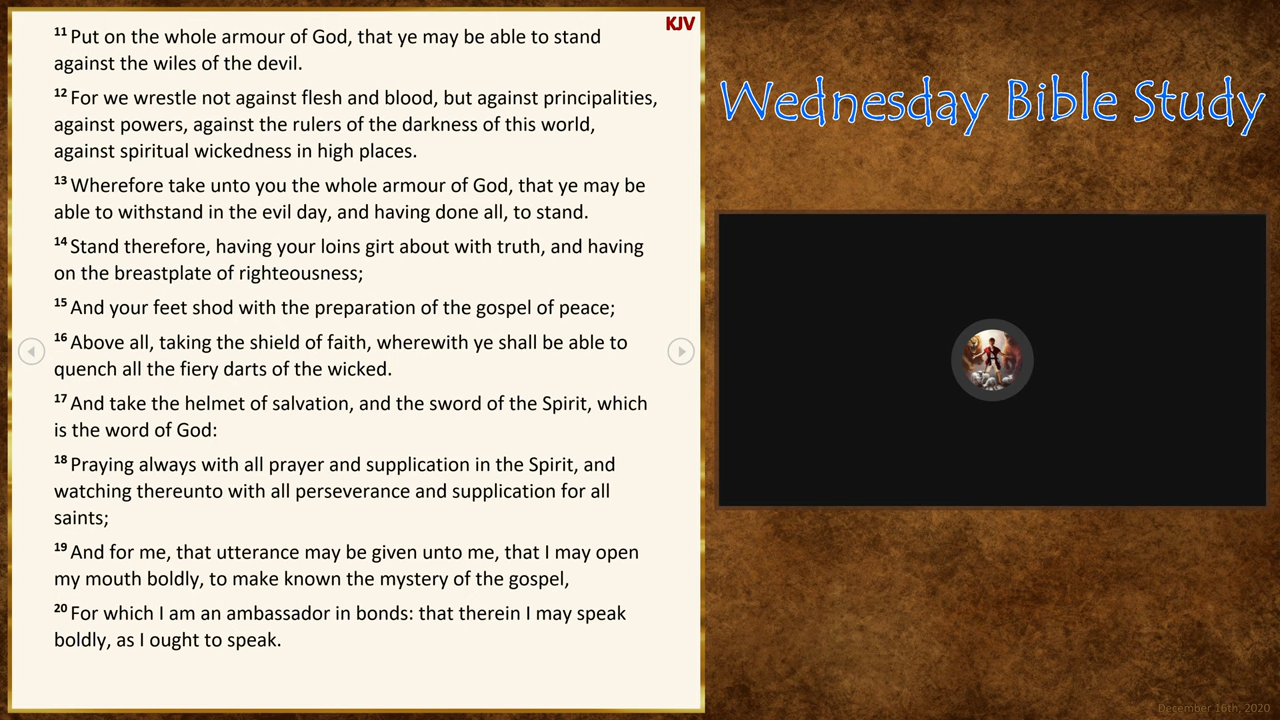 KJV
11 Put on the whole armour of God, that ye may be able to stand
against the wiles of the devil.
12 For we wrestle not against flesh and blood, but against principalities,
against powers, against the rulers of the darkness of this world,
against spiritual wickedness in high places.
13 Wherefore take unto you the whole armour of God, that ye may be
able to withstand in the evil day, and having done all, to stand.
14 Stand therefore, having your loins girt about with truth, and having
on the breastplate of righteousness;
15 And your feet shod with the preparation of the gospel of peace;
16 Above all, taking the shield of faith, wherewith ye shall be able to
quench all the fiery darts of the wicked.
17 And take the helmet of salvation, and the sword of the Spirit, which
is the word of God:
18 Praying always with all prayer and supplication in the Spirit, and
watching thereunto with all perseverance and supplication for all
saints;
19 And for me, that utterance may be given unto me, that I may open
my mouth boldly, to make known the mystery of the gospel,
20 For which I am an ambassador in bonds: that therein I may speak
boldly, as I ought to speak.
Wednesday Bible Study
December 16th, 2020